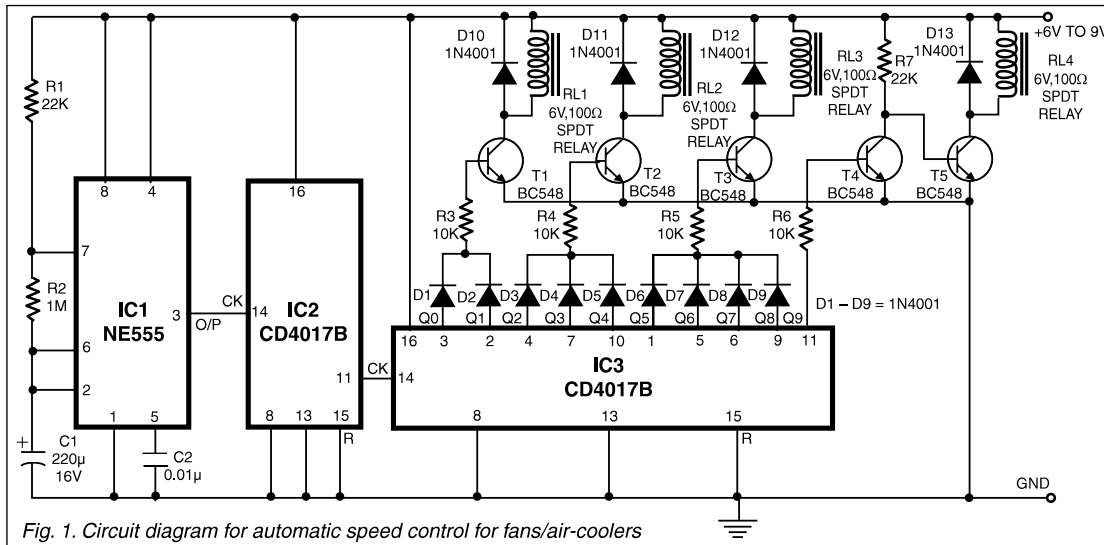 D10
1N4001
D11
1N4001
D12
1N4001
D13
1N4001
+6V TO 9V
R1
22K
RL1
6V,100Ω
SPDT
RELAY
RL2
6V,100Ω
SPDT
RELAY
RL3
6V,100Ω
SPDT
RELAY
R7
22K
RL4
6V,100Ω
SPDT
RELAY
T1
BC548
T2
BC548
T3
BC548
T4
BC548
T5
BC548
8
4
16
R3
10K
R4
10K
R5
10K
R6
10K
7
R2
1M
6
2
IC1
NE555
3
CK
O/P
14
IC2
CD4017B
11
CK
14
D1
D2
D3
D4
D5
D6
D7
D8
D9
D1 – D9 = 1N4001
Q0
Q1
Q2
Q3
Q4
Q5
Q6
Q7
Q8
Q9
16
3
2
4
7
10
1
5
6
9
11
IC3
CD4017B
1
5
8
13
15
R
8
13
15
R
+
C1
220µ
16V
C2
0.01µ
GND
Fig. 1. Circuit diagram for automatic speed control for fans/air-coolers